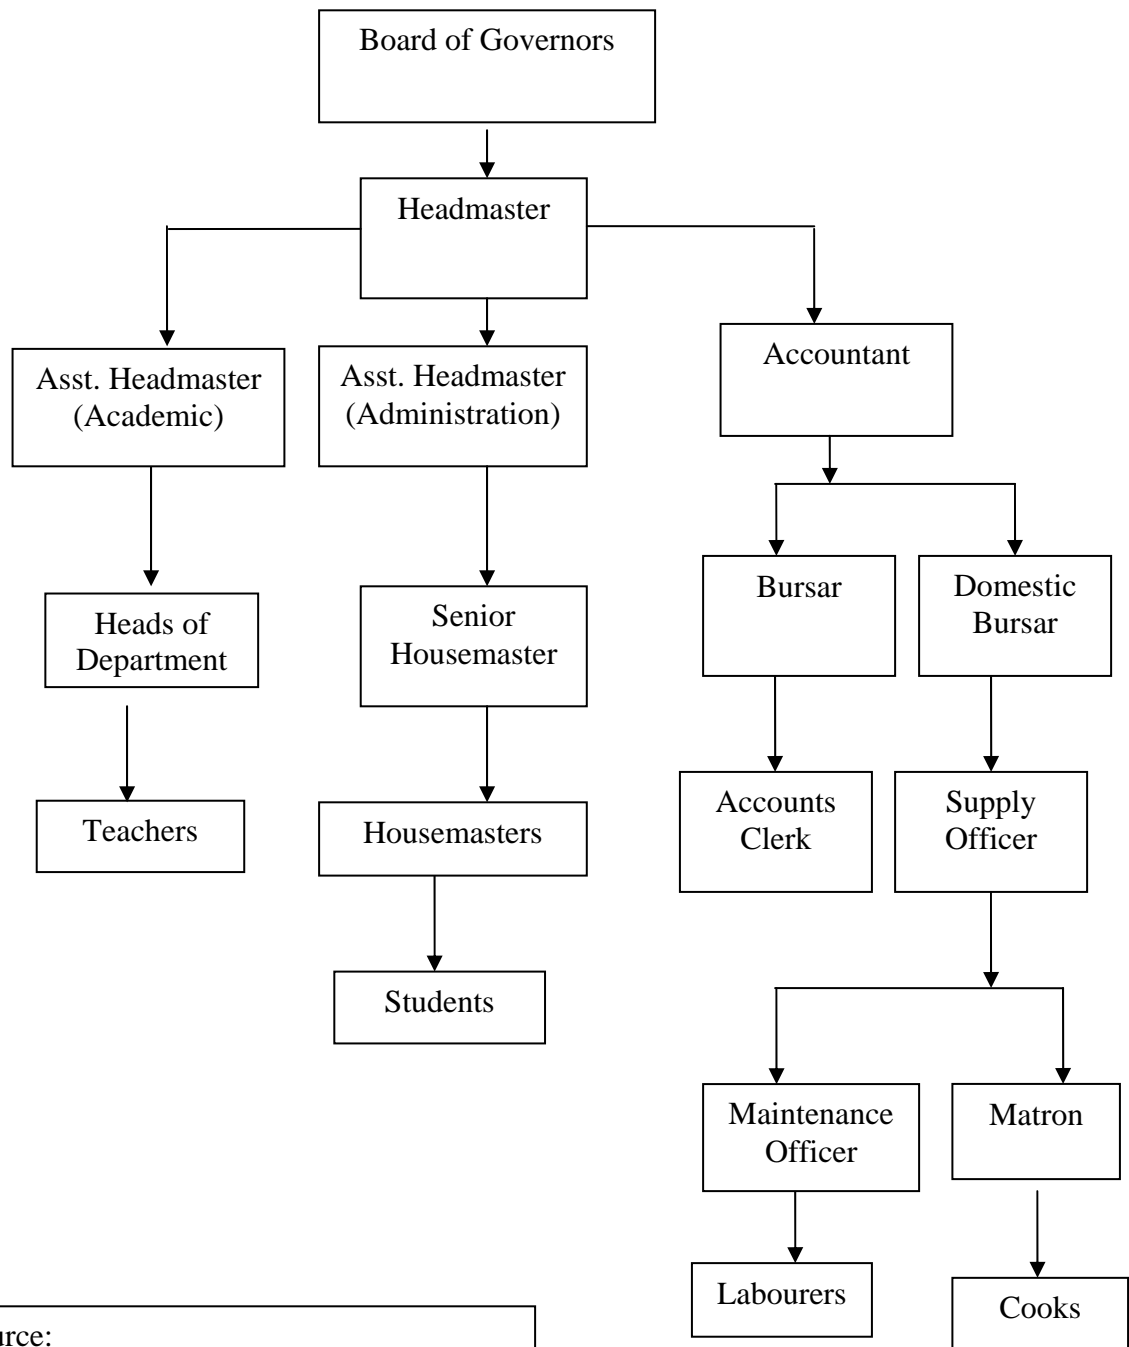 Board of Governors
Headmaster
Asst. Headmaster
(Academic)
Asst. Headmaster
(Administration)
Accountant
Bursar
Domestic
Bursar
Heads of
Department
Senior
Housemaster
Accounts
Clerk
Supply
Officer
Teachers
Housemasters
Students
Maintenance
Officer
Matron
Labourers
Cooks
urce: